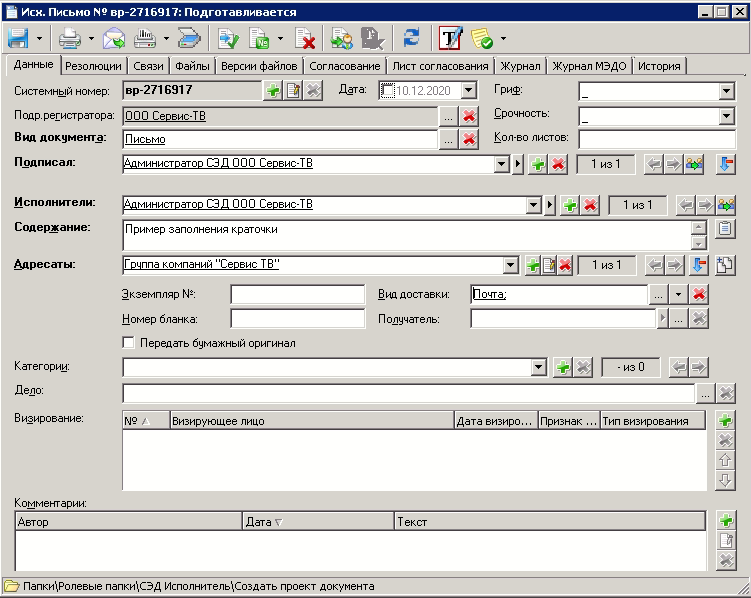 Исх. Письмо № вр-2716917: Подготавливается
Данные Резолюции Связи Файлы Версии файлов Согласование Лист согласования Журнал Журнал МЭДО История
Системный номер: вр-2716917 Дата: 10.12.2020 Гриф: _
Подр.регистратора: ООО Сервис-ТВ ... Срочность: _
Вид документа: Письмо ... Кол-во листов:
Подписал: Администратор СЭД ООО Сервис-ТВ 1 из 1
Исполнители: Администратор СЭД ООО Сервис-ТВ 1 из 1
Содержание: Пример заполнения краточки
Адресаты: Группа компаний "Сервис ТВ" 1 из 1
Экземпляр №: Вид доставки: Почта; ...
Номер бланка: Получатель: ...
Передать бумажный оригинал
Категории: - из 0
Дело: ...
Визирование: № Визирующее лицо Дата визиро... Признак ... Тип визирования
Комментарии:
Автор Дата Текст
Папки\Ролевые папки\СЭД Исполнитель\Создать проект документа